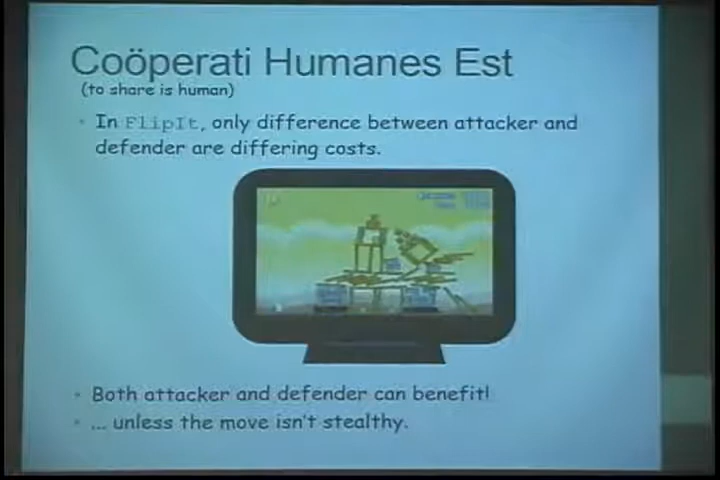 Coöperati Humanes Est
(to share is human)
• In FlipIt, only difference between attacker and
defender are differing costs.
• Both attacker and defender can benefit!
• ... unless the move isn't stealthy.